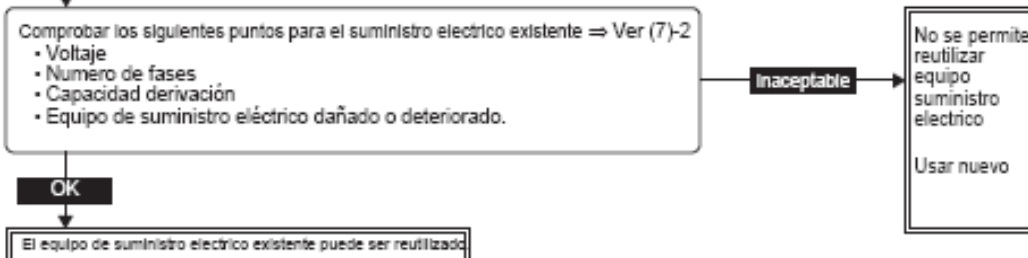 Comprobar los siguientes puntos para el suministro electrico existente ⇒ Ver (7)-2
• Voltaje
• Numero de fases
• Capacidad derivación
• Equipo de suministro eléctrico dañado o deteriorado.
Inaceptable
No se permite
reutilizar
equipo
suministro
electrico
Usar nuevo
OK
El equipo de suministro electrico existente puede ser reutilizado